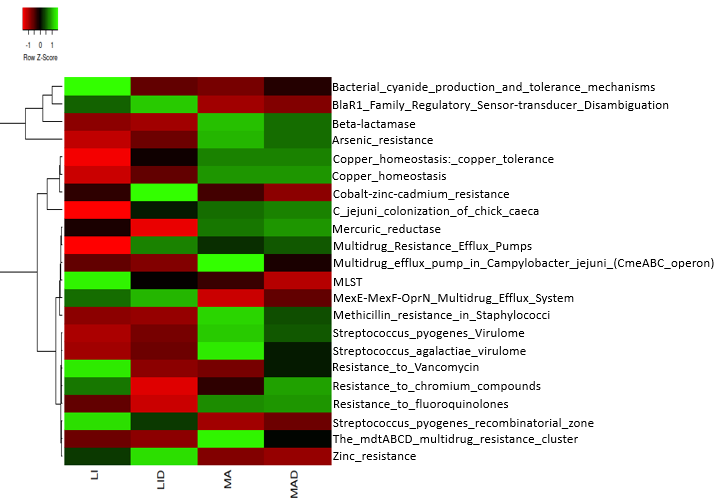 -1 0 1
Row Z-Score
Bacterial_cyanide_production_and_tolerance_mechanisms
BlaR1_Family_Regulatory_Sensor-transducer_Disambiguation
Beta-lactamase
Arsenic_resistance
Copper_homeostasis:_copper_tolerance
Copper_homeostasis
Cobalt-zinc-cadmium_resistance
C_jejuni_colonization_of_chick_caeca
Mercuric_reductase
Multidrug_Resistance_Efflux_Pumps
Multidrug_efflux_pump_in_Campylobacter_jejuni_(CmeABC_operon)
MLST
MexE-MexF-OprN_Multidrug_Efflux_System
Methicillin_resistance_in_Staphylococci
Streptococcus_pyogenes_Virulome
Streptococcus_agalactiae_virulome
Resistance_to_Vancomycin
Resistance_to_chromium_compounds
Resistance_to_fluoroquinolones
Streptococcus_pyogenes_recombinatorial_zone
The_mdtABCD_multidrug_resistance_cluster
Zinc_resistance
LI LID MA MAD